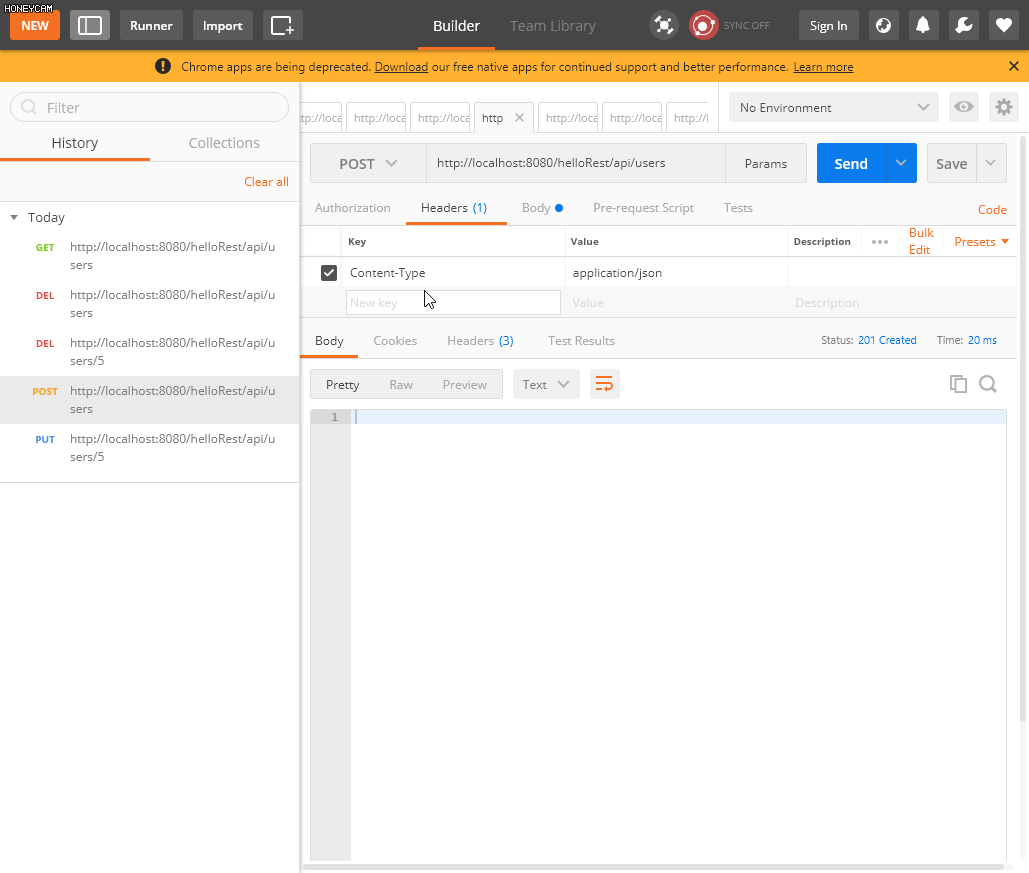 HONEYCAM
NEW Runner Import Builder Team Library SYNC OFF Sign In
Chrome apps are being deprecated. Download our free native apps for continued support and better performance. Learn more
Filter
History Collections
Clear all
Today
GET http://localhost:8080/helloRest/api/u
sers
DEL http://localhost:8080/helloRest/api/u
sers
DEL http://localhost:8080/helloRest/api/u
sers/5
POST http://localhost:8080/helloRest/api/u
sers
PUT http://localhost:8080/helloRest/api/u
sers/5
tp://loca http://loca http://loca http http://loca http://loca http://l
No Environment
POST http://localhost:8080/helloRest/api/users Params Send Save
Authorization Headers (1) Body Pre-request Script Tests Code
Key Value Description Bulk Edit Presets
Content-Type application/json
New key Value Description
Body Cookies Headers (3) Test Results Status: 201 Created Time: 20 ms
Pretty Raw Preview Text
1